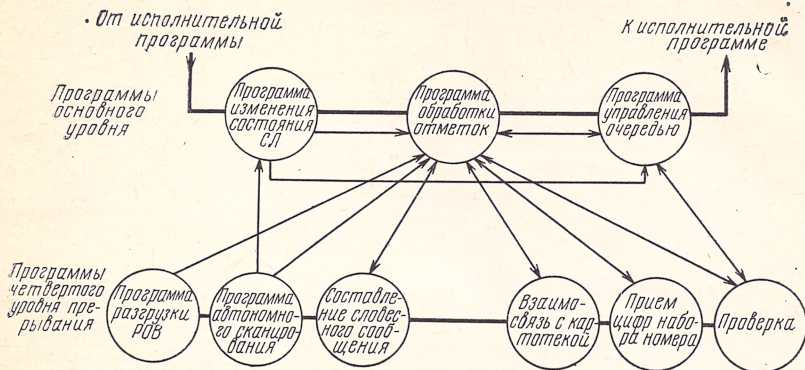 От исполнительной
программы
К исполнительной
программе
Программы
основного
уровня
Программа
изменения
состояния
СЛ
Программа
обработки
отметок
Программа
управления
очередью
Программы
четвертого
уровня пре-
рывания
Программа
разгрузки
РОВ
Программа
автономно-
го сканиро-
вания
Составле-
ние словес-
ного сооб-
щения
Взаимо-
связь с кар-
тотекой
Прием
цифр набо-
ра номера
Проверка